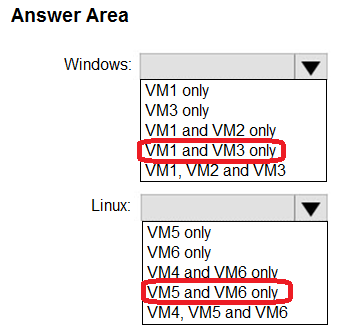 Answer Area
Windows:
VM1 only
VM3 only
VM1 and VM2 only
VM1 and VM3 only
VM1, VM2 and VM3
Linux:
VM5 only
VM6 only
VM4 and VM6 only
VM5 and VM6 only
VM4, VM5 and VM6